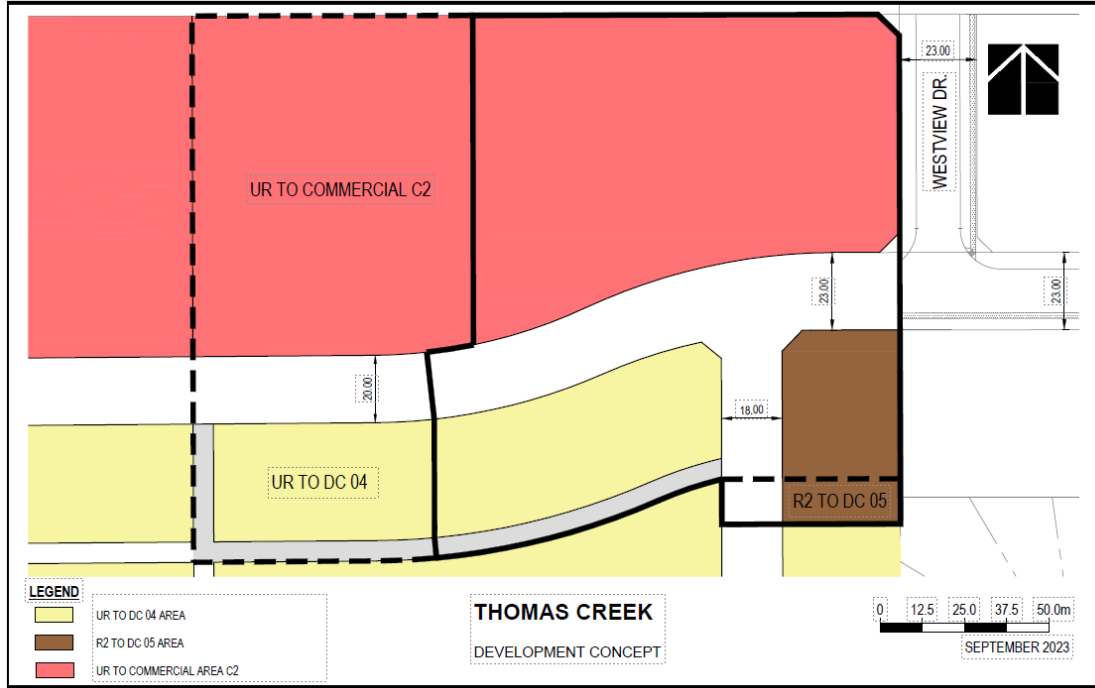 23.00
WESTVIEW DR.
UR TO COMMERCIAL C2
23.00
23.00
20.00
18.00
UR TO DC 04
R2 TO DC 05
LEGEND
UR TO DC 04 AREA
R2 TO DC 05 AREA
UR TO COMMERCIAL AREA C2
THOMAS CREEK
DEVELOPMENT CONCEPT
0 12.5 25.0 37.5 50.0m
SEPTEMBER 2023